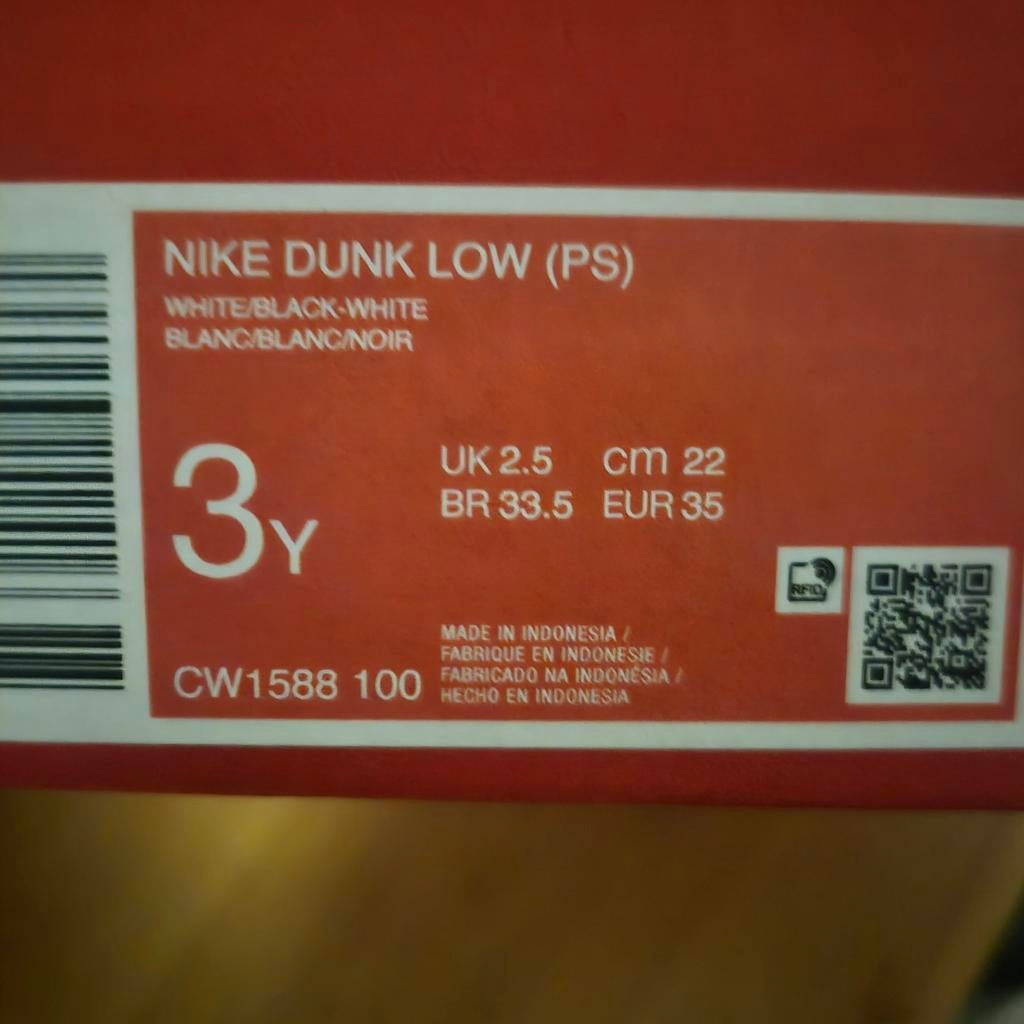 NIKE DUNK LOW (PS)
WHITE/BLACK-WHITE
BLANC/BLANC/NOIR
3Y
UK 2.5 cm 22
BR 33.5 EUR 35
CW1588 100
MADE IN INDONESIA /
FABRIQUE EN INDONESIE /
FABRICADO NA INDONÉSIA /
HECHO EN INDONESIA
RFID